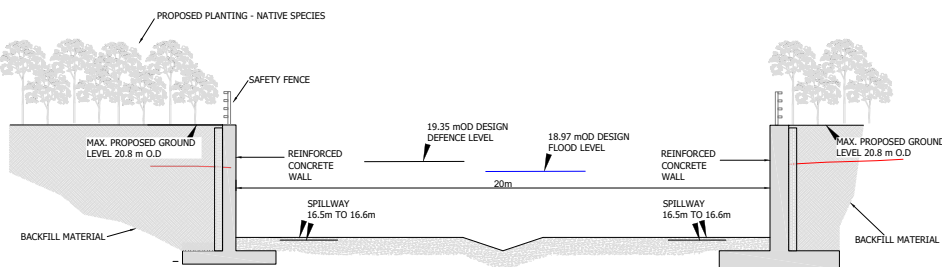 PROPOSED PLANTING - NATIVE SPECIES
SAFETY FENCE
MAX. PROPOSED GROUND
LEVEL 20.8 m O.D
REINFORCED
CONCRETE
WALL
19.35 mOD DESIGN
DEFENCE LEVEL
18.97 mOD DESIGN
FLOOD LEVEL
REINFORCED
CONCRETE
WALL
MAX. PROPOSED GROUND
LEVEL 20.8 m O.D
20m
SPILLWAY
16.5m TO 16.6m
SPILLWAY
16.5m TO 16.6m
BACKFILL MATERIAL
BACKFILL MATERIAL